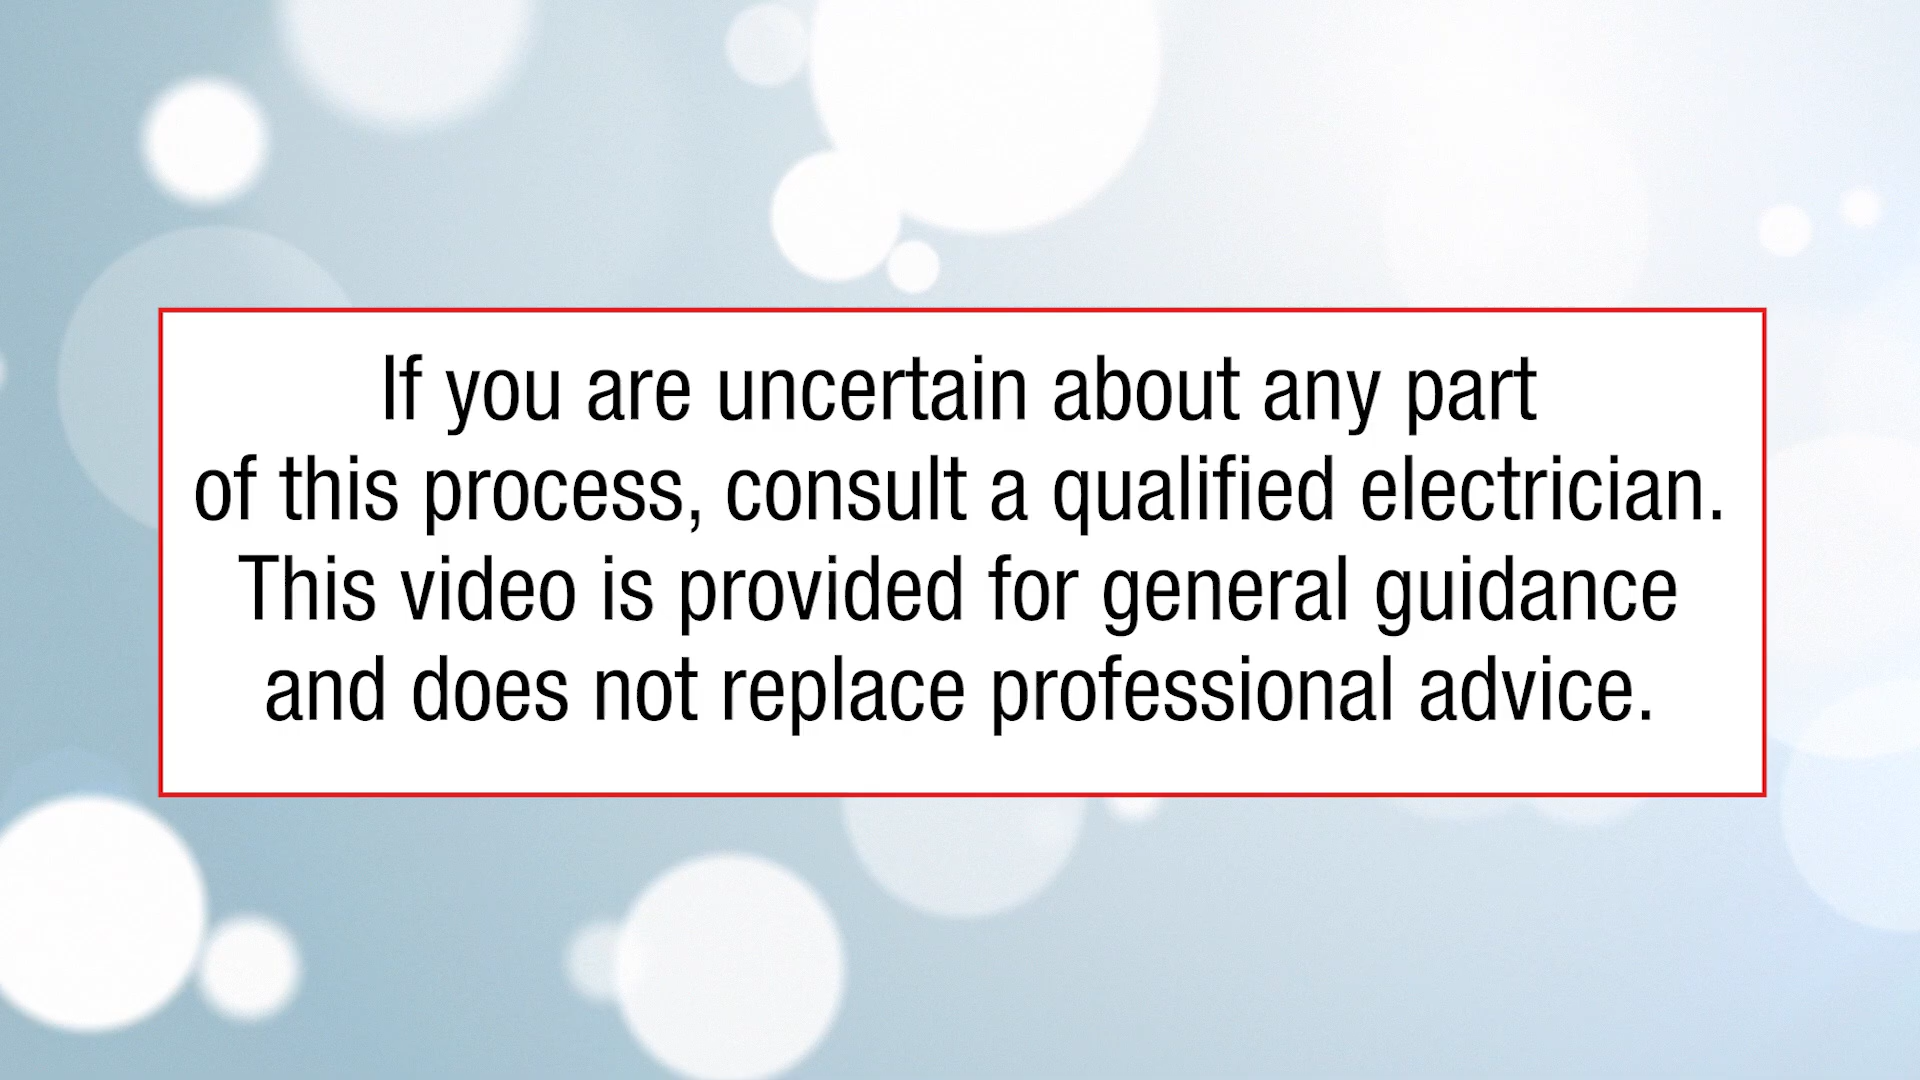 If you are uncertain about any part
of this process, consult a qualified electrician.
This video is provided for general guidance
and does not replace professional advice.